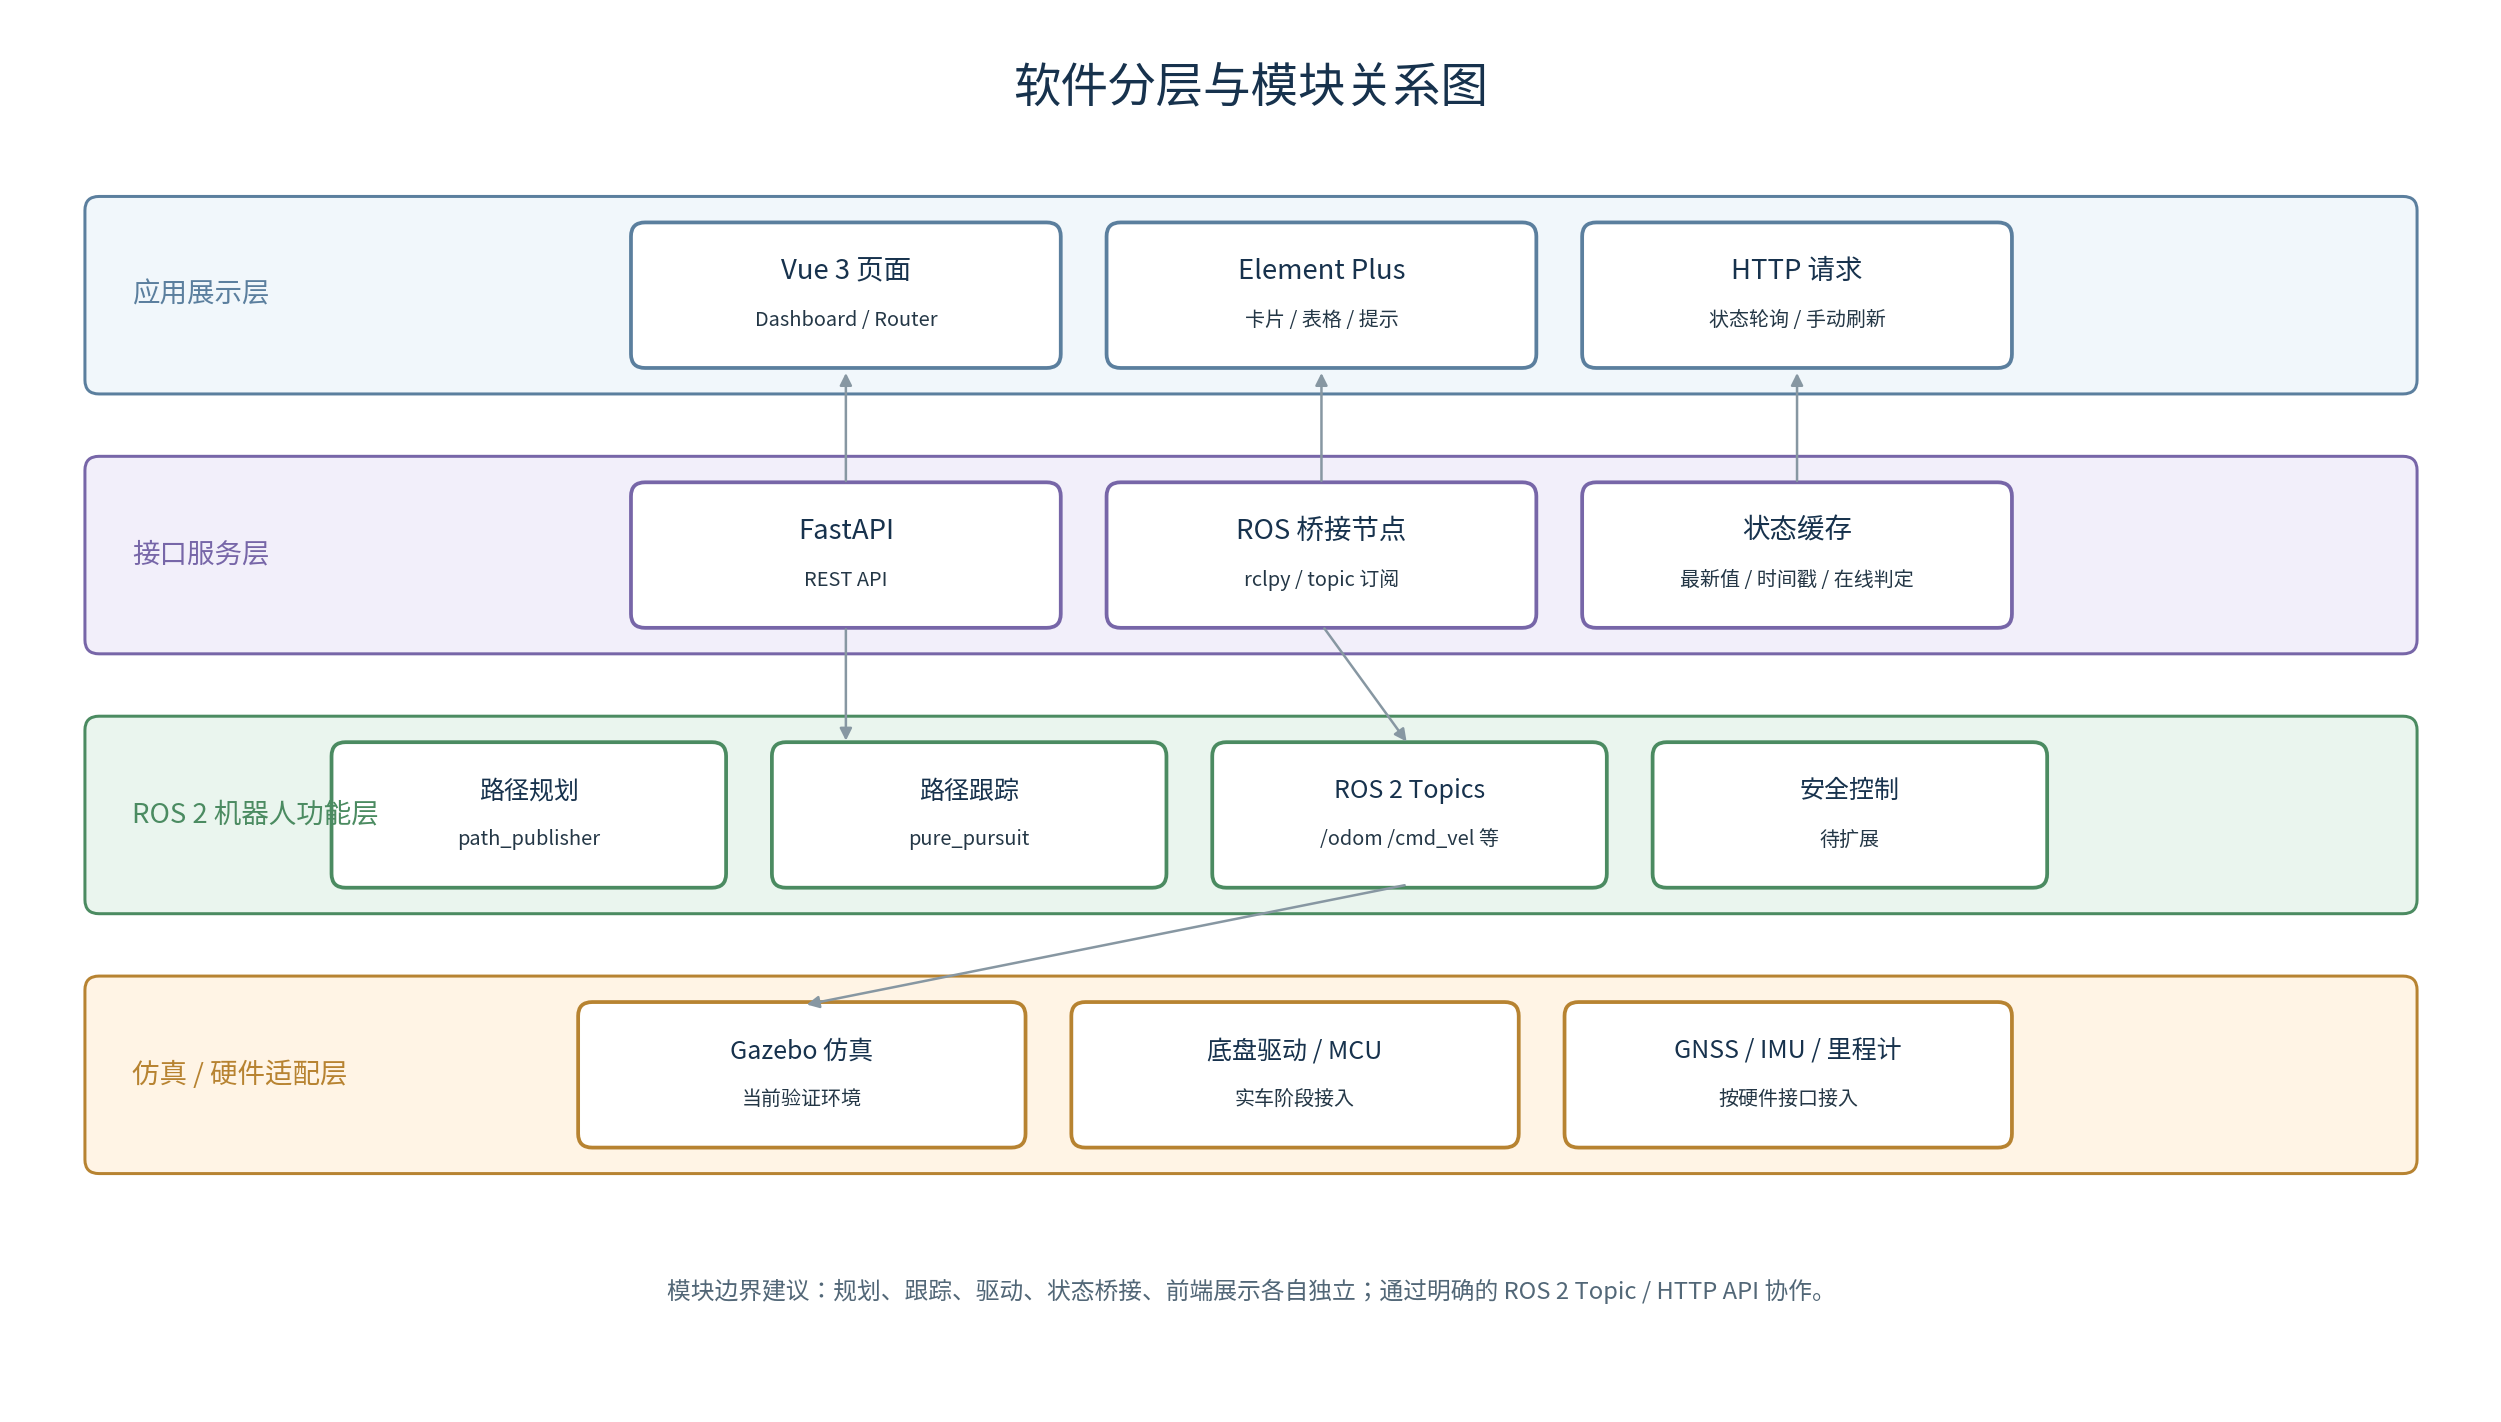 软件分层与模块关系图
应用展示层
Vue 3 页面
Dashboard / Router
Element Plus
卡片 / 表格 / 提示
HTTP 请求
状态轮询 / 手动刷新
接口服务层
FastAPI
REST API
ROS 桥接节点
rclpy / topic 订阅
状态缓存
最新值 / 时间戳 / 在线判定
ROS 2 机器人功能层
路径规划
path_publisher
路径跟踪
pure_pursuit
ROS 2 Topics
/odom /cmd_vel 等
安全控制
待扩展
仿真 / 硬件适配层
Gazebo 仿真
当前验证环境
底盘驱动 / MCU
实车阶段接入
GNSS / IMU / 里程计
按硬件接口接入
模块边界建议：规划、跟踪、驱动、状态桥接、前端展示各自独立；通过明确的 ROS 2 Topic / HTTP API 协作。